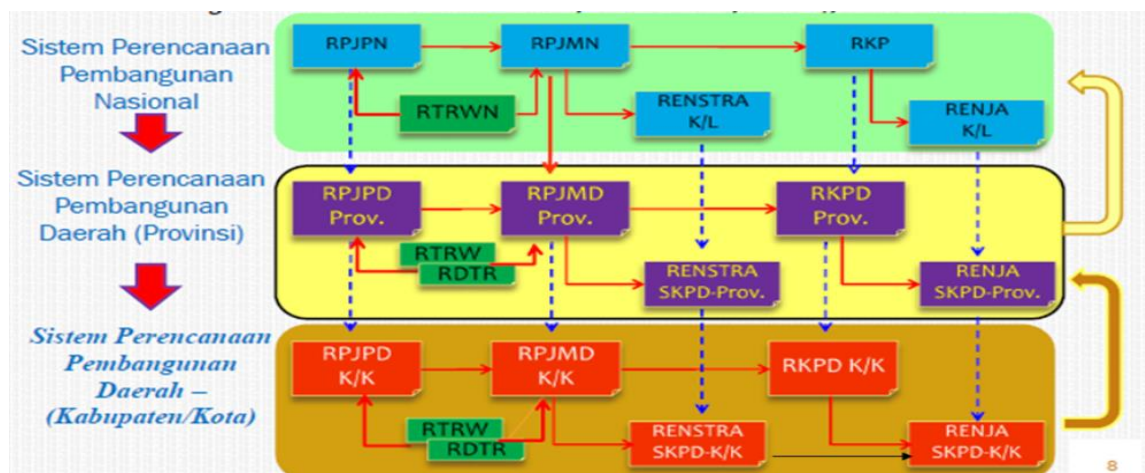 Sistem Perencanaan
Pembangunan
Nasional
RPJPN
RPJMN
RKP
RTRWN
RENSTRA
K/L
RENJA
K/L
Sistem Perencanaan
Pembangunan
Daerah (Provinsi)
RPJPD
Prov.
RPJMD
Prov.
RKPD
Prov.
RTRW
RDTR
RENSTRA
SKPD-Prov.
RENJA
SKPD-Prov.
Sistem Perencanaan
Pembangunan
Daerah –
(Kabupaten/Kota)
RPJPD
K/K
RPJMD
K/K
RKPD K/K
RTRW
RDTR
RENSTRA
SKPD-K/K
RENJA
SKPD-K/K
8